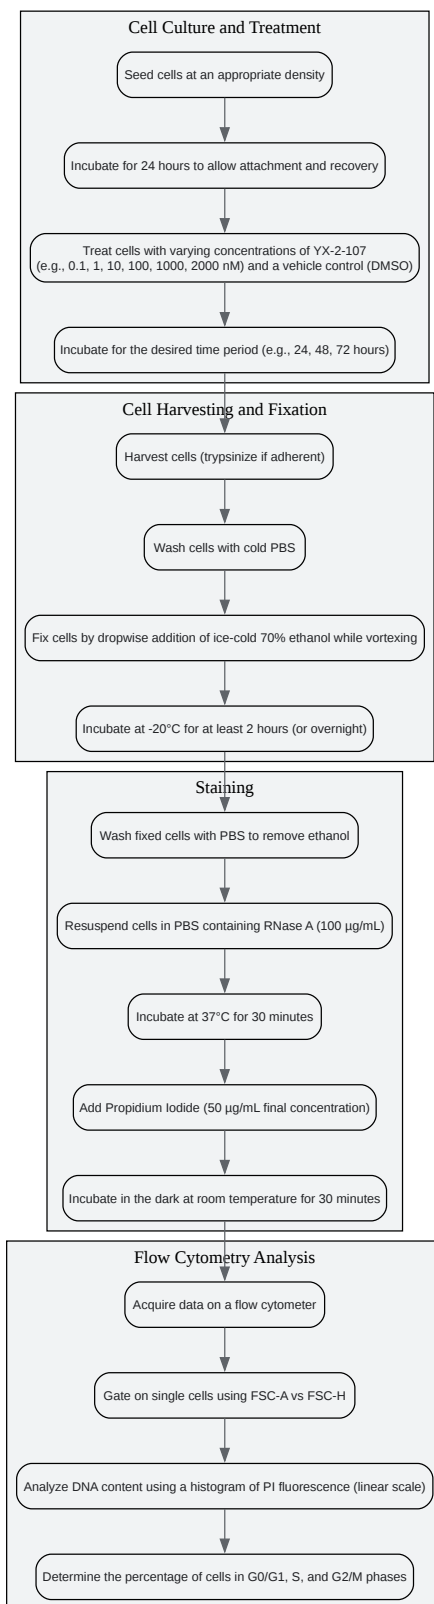 Cell Culture and Treatment
Seed cells at an appropriate density
Incubate for 24 hours to allow attachment and recovery
Treat cells with varying concentrations of YX-2-107
(e.g., 0.1, 1, 10, 100, 1000, 2000 nM) and a vehicle control (DMSO)
Incubate for the desired time period (e.g., 24, 48, 72 hours)
Cell Harvesting and Fixation
Harvest cells (trypsinize if adherent)
Wash cells with cold PBS
Fix cells by dropwise addition of ice-cold 70% ethanol while vortexing
Incubate at -20°C for at least 2 hours (or overnight)
Staining
Wash fixed cells with PBS to remove ethanol
Resuspend cells in PBS containing RNase A (100 µg/mL)
Incubate at 37°C for 30 minutes
Add Propidium Iodide (50 µg/mL final concentration)
Incubate in the dark at room temperature for 30 minutes
Flow Cytometry Analysis
Acquire data on a flow cytometer
Gate on single cells using FSC-A vs FSC-H
Analyze DNA content using a histogram of PI fluorescence (linear scale)
Determine the percentage of cells in G0/G1, S, and G2/M phases